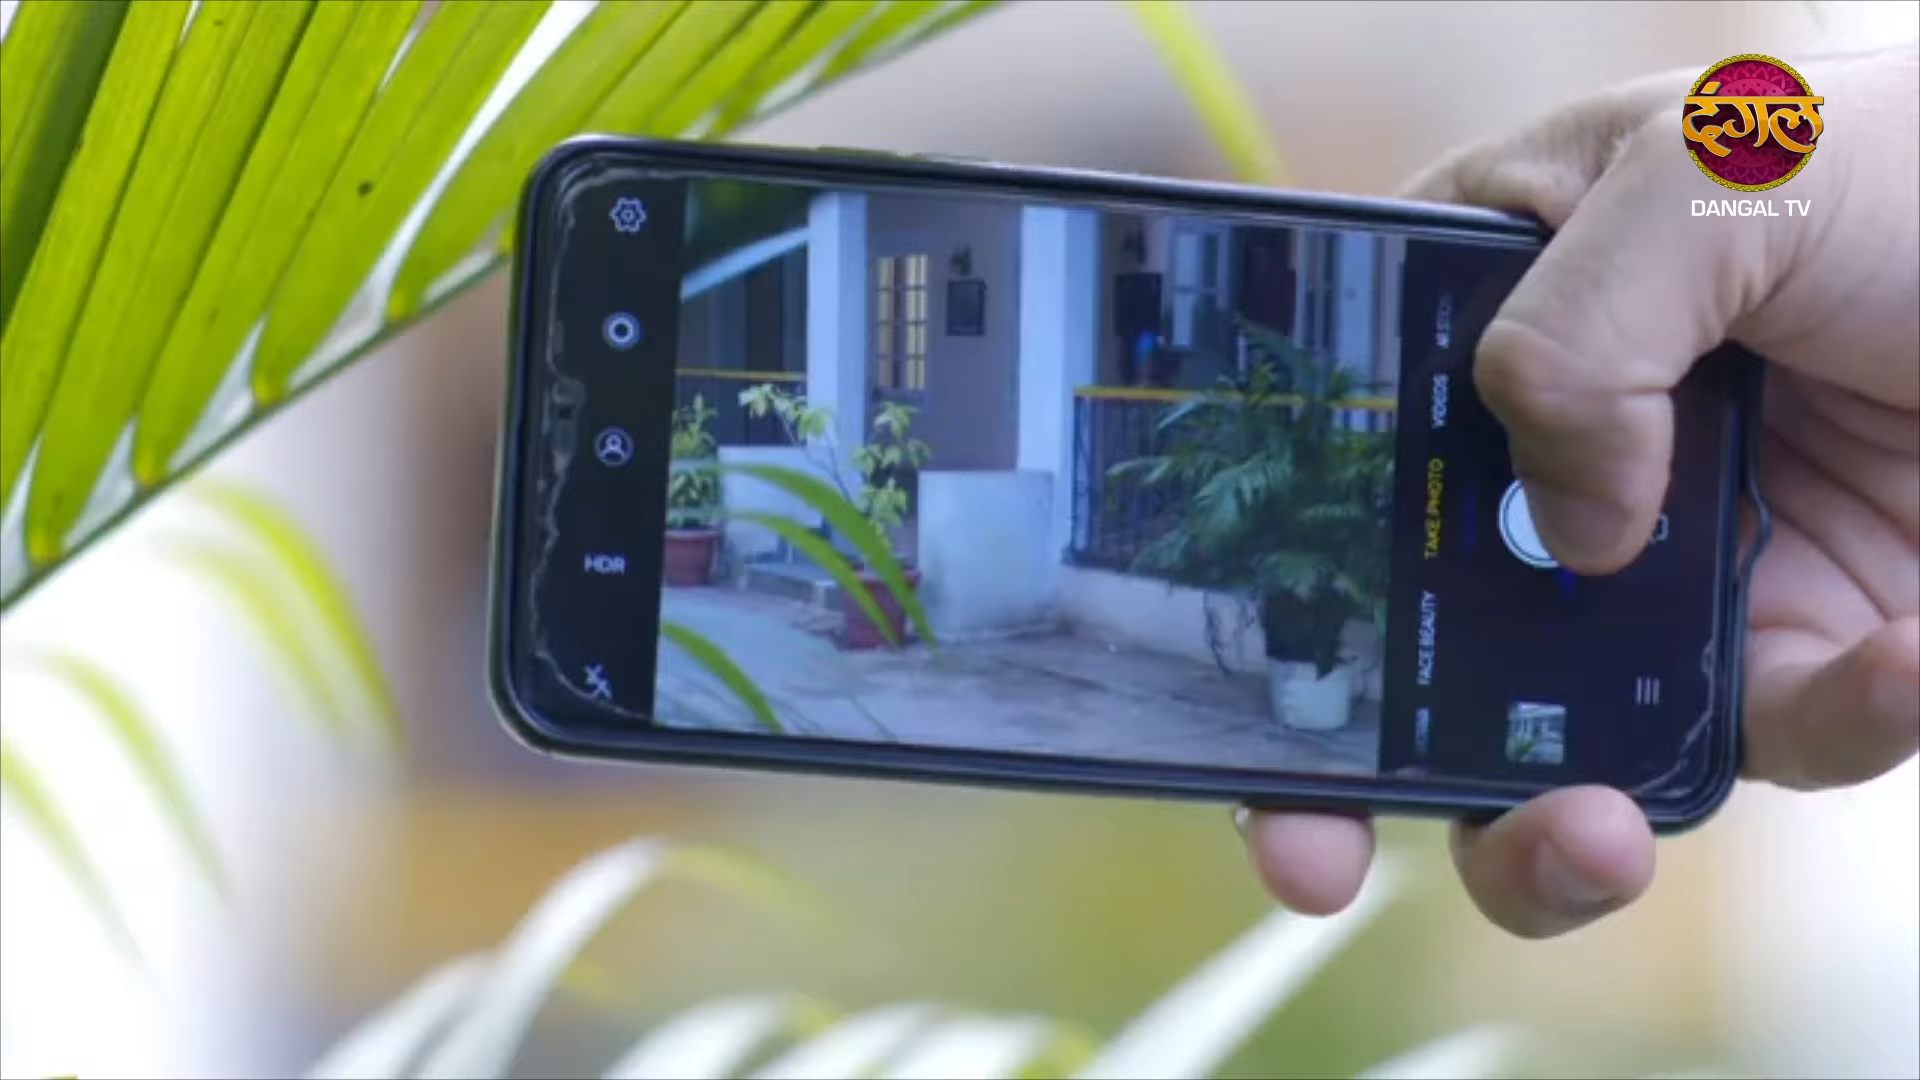 दंगल
DANGAL TV
HDR
VIDEOS
TAKE PHOTO
FACE BEAUTY